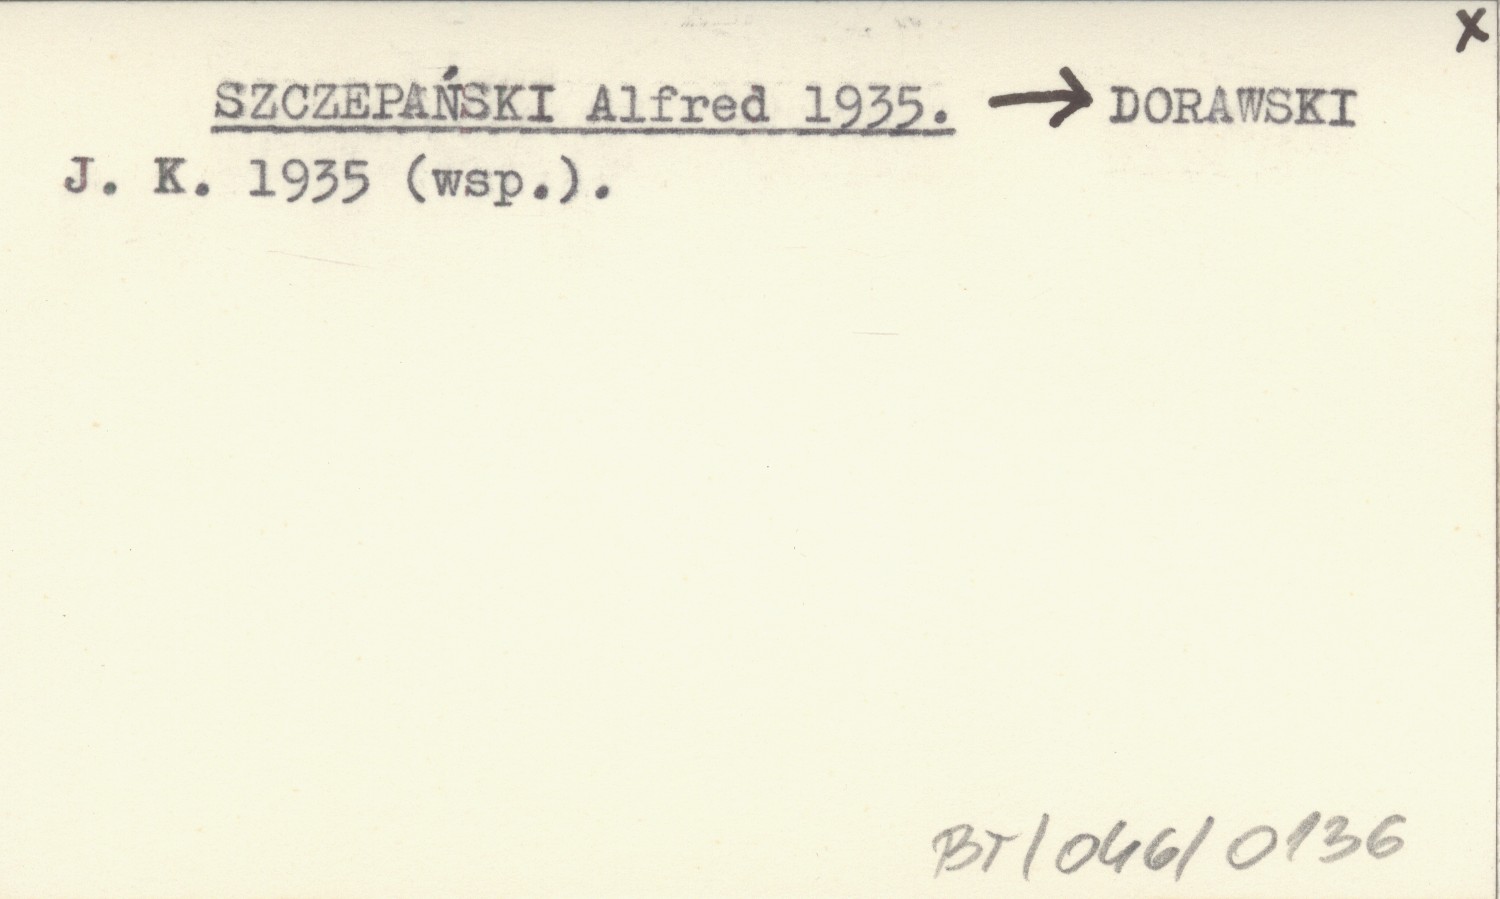 x
SZCZEPAŃSKI Alfred 1935. → DORAWSKI
J. K. 1935 (wsp.).
BT/046/0136